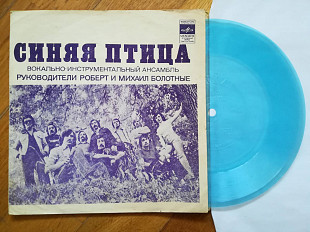 СИНЯЯ ПТИЦА
ВОКАЛЬНО-ИНСТРУМЕНТАЛЬНЫЙ АНСАМБЛЬ
РУКОВОДИТЕЛИ РОБЕРТ И МИХАИЛ БОЛОТНЫЕ